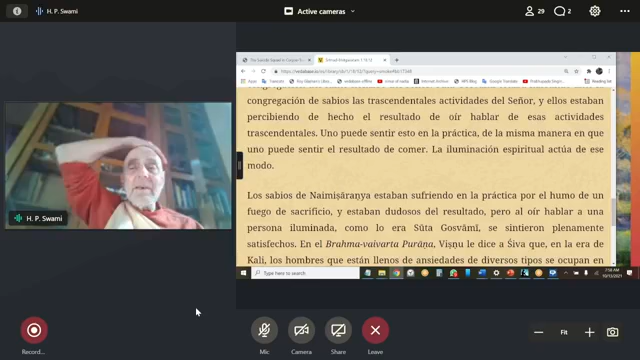 H. P. Swami
Active cameras
29
2
H. P. Swami
congregación de sabios las trascendentales actividades del Señor, y ellos estaban
percibiendo de hecho el resultado de oír hablar de esas actividades
trascendentales. Uno puede sentir esto en la práctica, de la misma manera en que
uno puede sentir el resultado de comer. La iluminación espiritual actúa de ese
modo.
Los sabios de Naimiṣāraṇya estaban sufriendo en la práctica por el humo de un
fuego de sacrificio, y estaban dudosos del resultado, pero al oír hablar a una
persona iluminada, como lo era Sūta Gosvāmī, se sintieron plenamente
satisfechos. En el Brahma-vaivarta Purāṇa, Viṣṇu le dice a Śiva que, en la era de
Kali, los hombres que están llenos de ansiedades de diversos tipos se ocupan en
Type here to search
Record...
Mic
Camera
Share
Leave
Fit